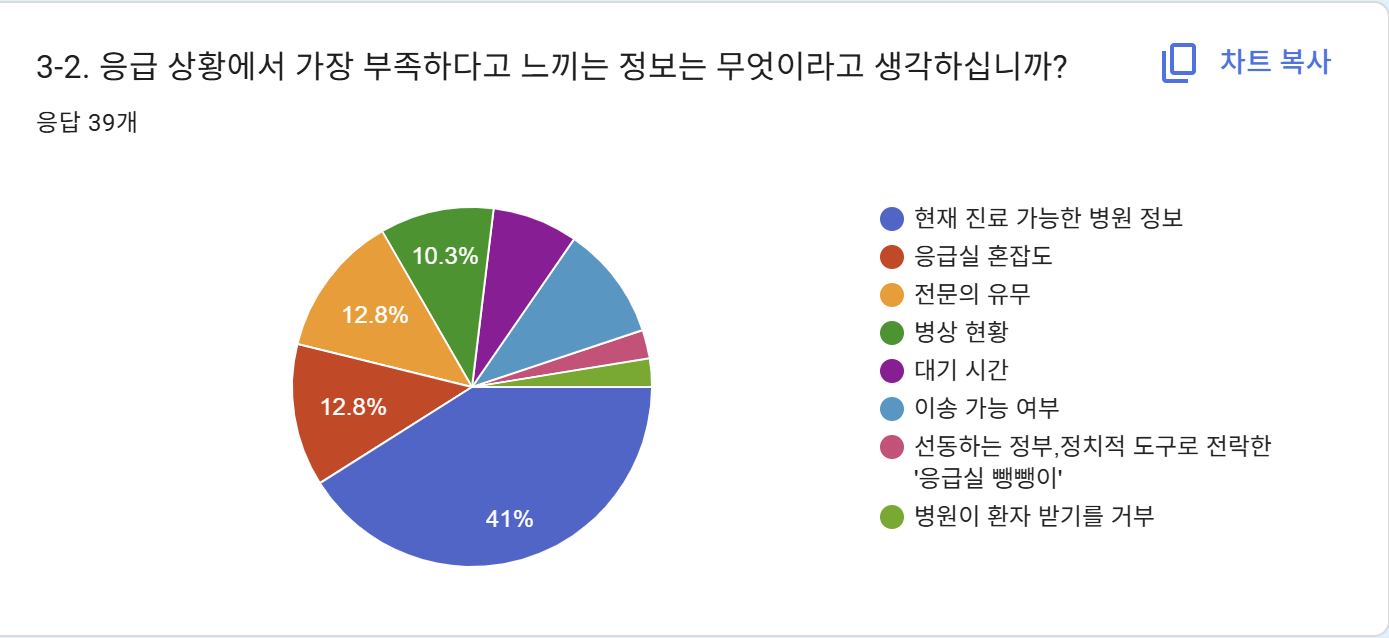 3-2. 응급 상황에서 가장 부족하다고 느끼는 정보는 무엇이라고 생각하십니까?
차트 복사
응답 39개
10.3%
12.8%
12.8%
41%
현재 진료 가능한 병원 정보
응급실 혼잡도
전문의 유무
병상 현황
대기 시간
이송 가능 여부
선동하는 정부,정치적 도구로 전락한
'응급실 뺑뺑이'
병원이 환자 받기를 거부